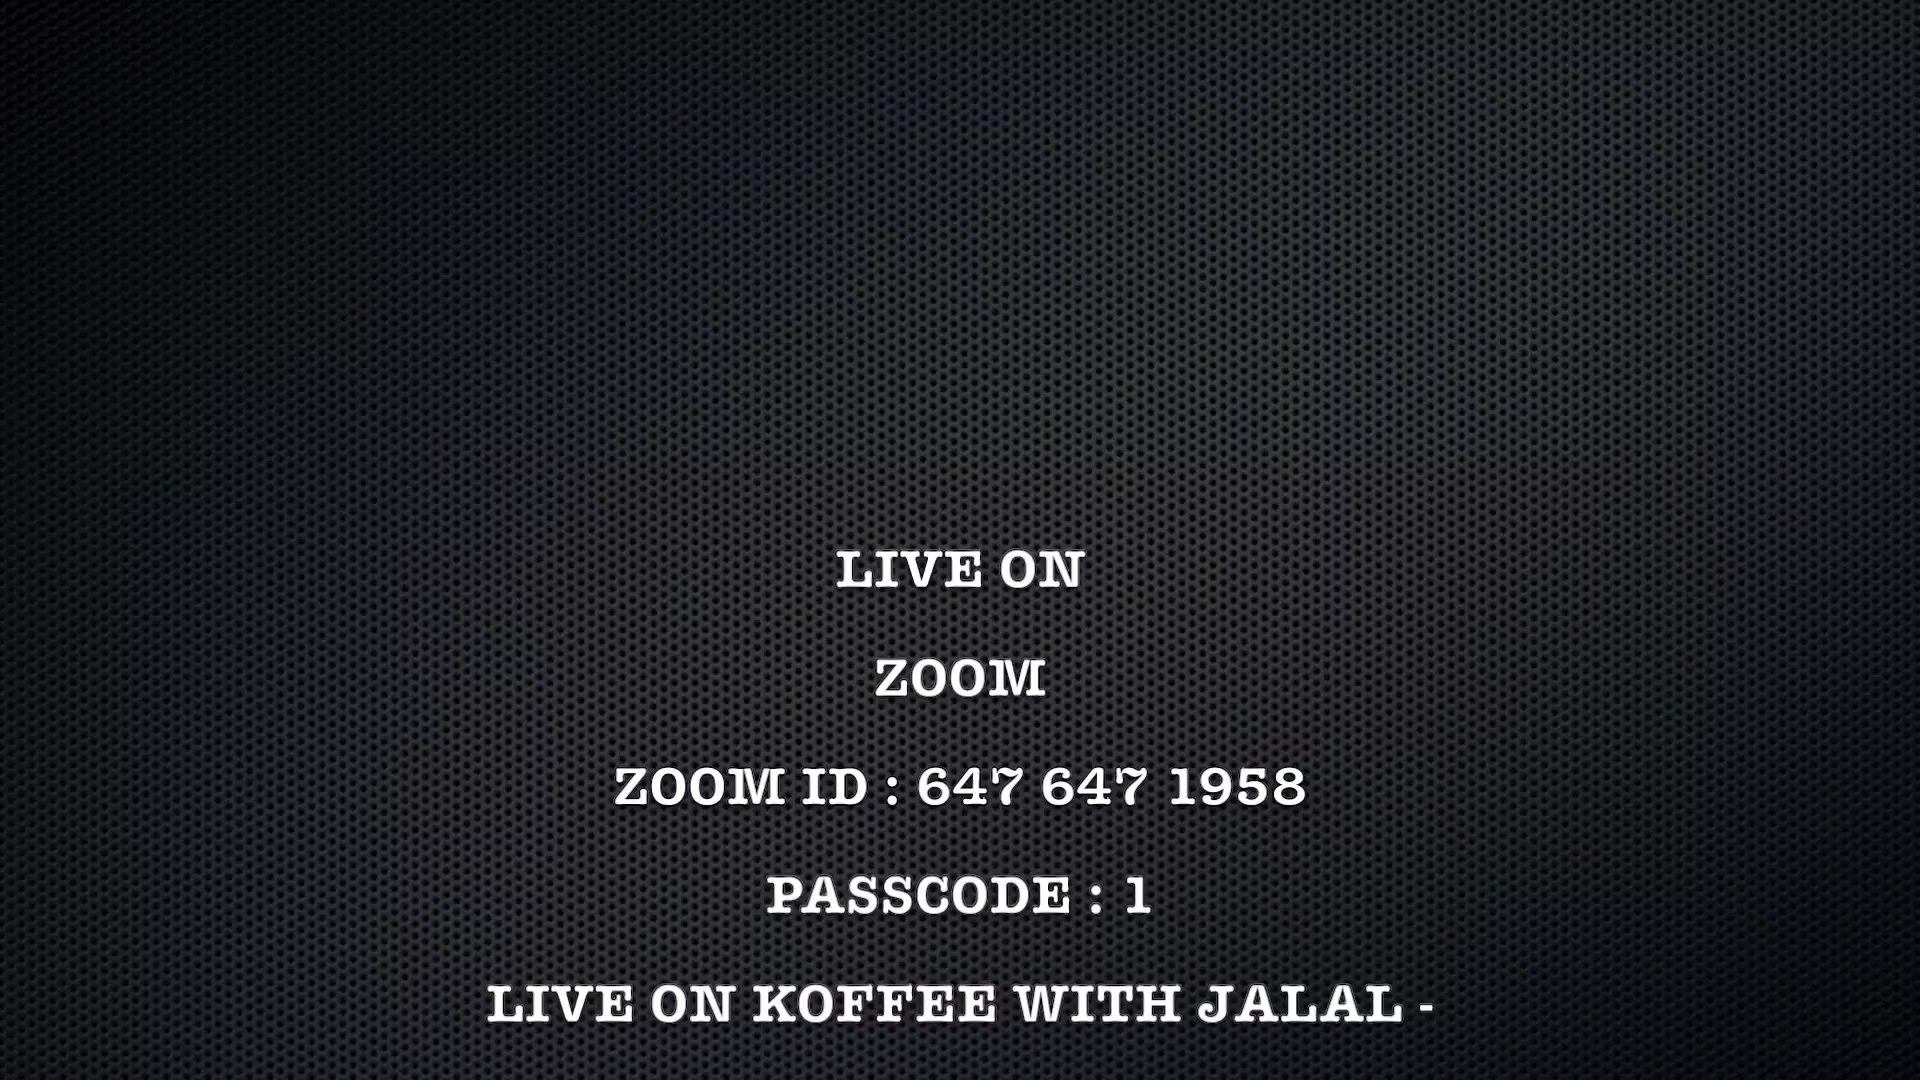 LIVE ON
ZOOM
ZOOM ID : 647 647 1958
PASSCODE : 1
LIVE ON KOFFEE WITH JALAL -